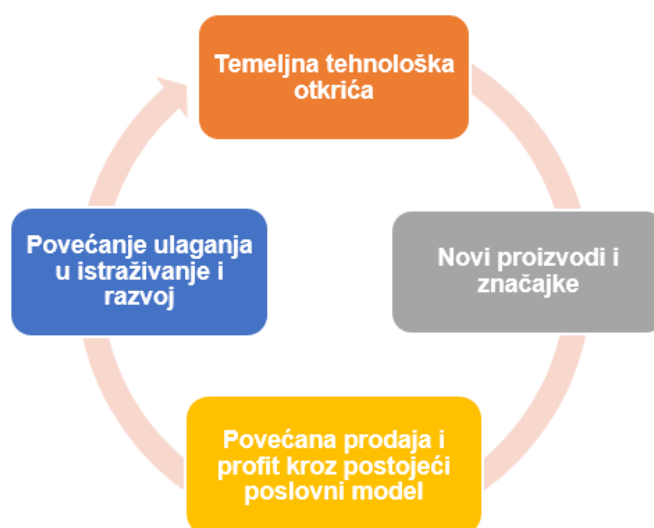 Temeljna tehnološka
otkrića
Novi proizvodi i
značajke
Povećana prodaja i
profit kroz postojeći
poslovni model
Povećanje ulaganja
u istraživanje i
razvoj